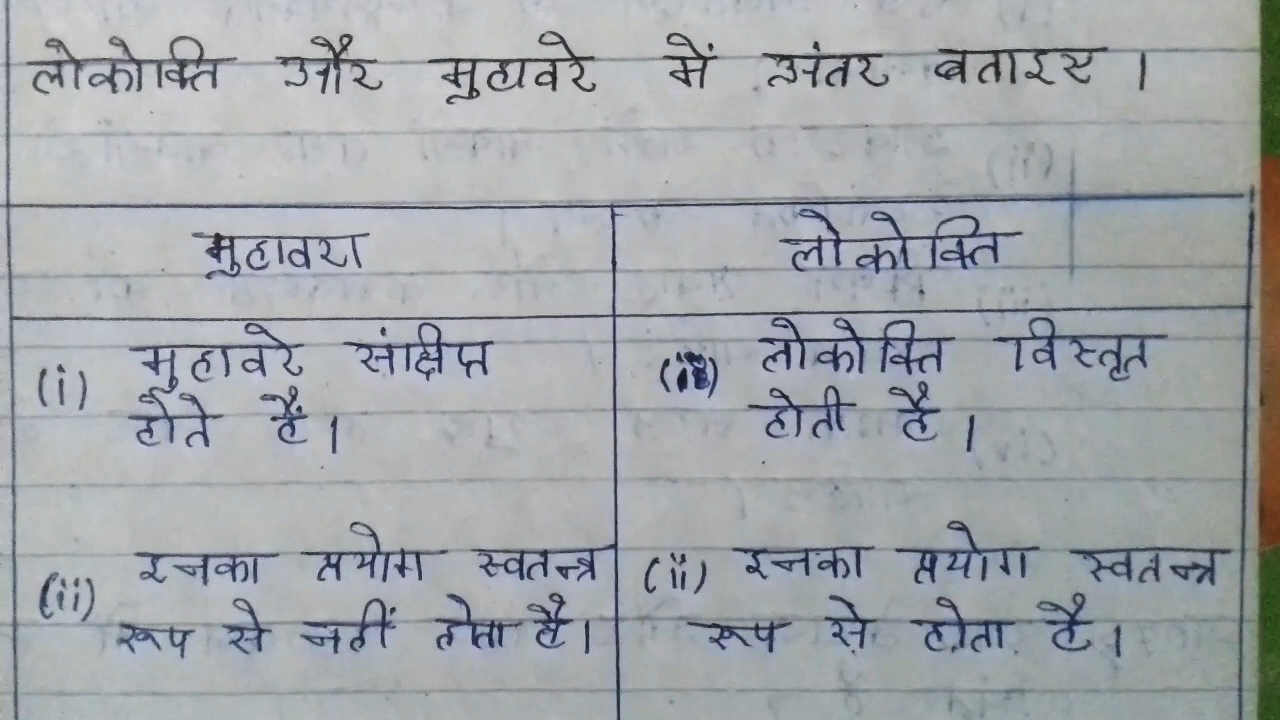 लोकोक्ति और मुहावरे में अंतर बताइए ।
मुहावरा
लोकोक्ति
(i) मुहावरे संक्षिप्त
होते हैं ।
(i) लोकोक्ति विस्तृत
होती है ।
(ii) इनका प्रयोग स्वतन्त्र
रूप से नहीं होता है ।
(ii) इनका प्रयोग स्वतन्त्र
रूप से होता है ।